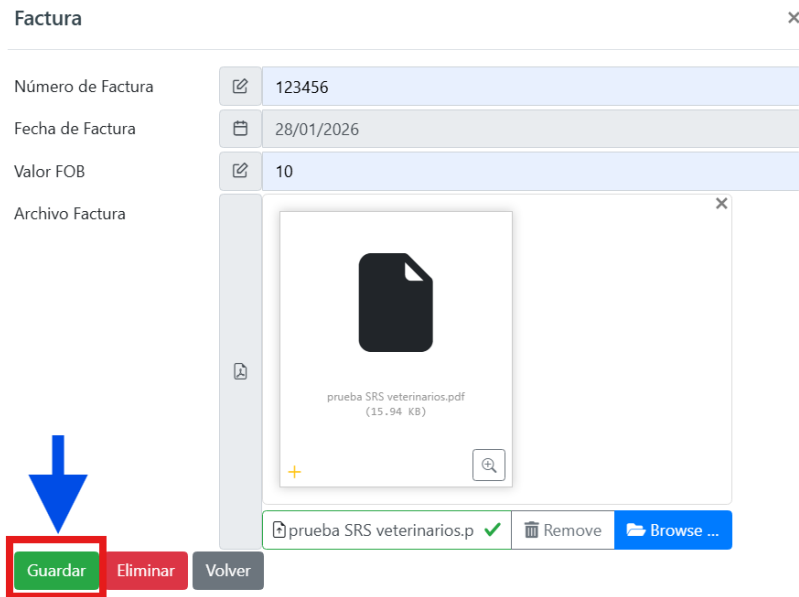 Factura
Número de Factura
123456
Fecha de Factura
28/01/2026
Valor FOB
10
Archivo Factura
prueba SRS veterinarios.pdf
(15.94 KB)
prueba SRS veterinarios.p
Remove
Browse ...
Guardar
Eliminar
Volver